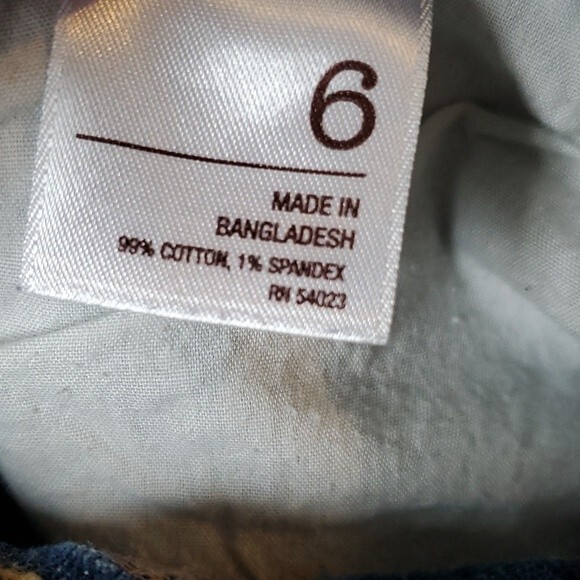 6
MADE IN
BANGLADESH
99% COTTON, 1% SPANDEX
RN 54023